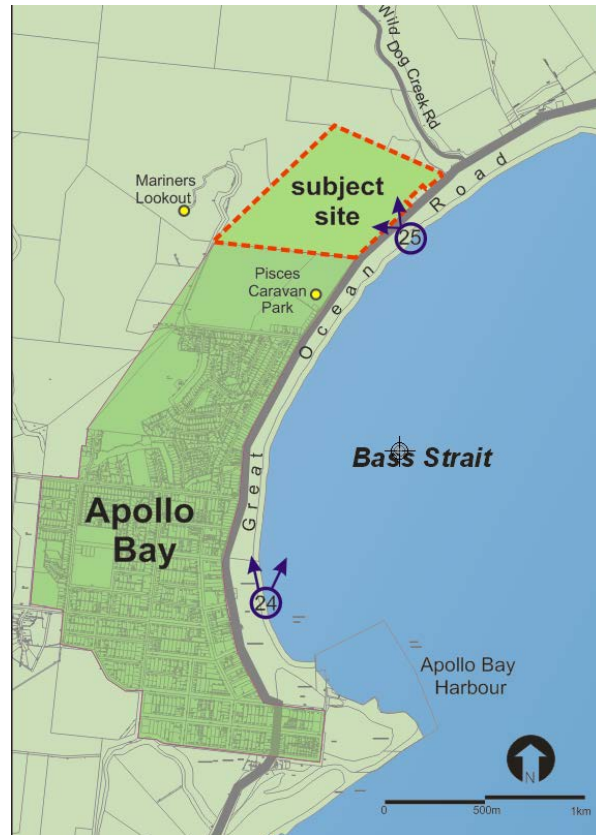 Wild Dog Creek Rd
Mariners
Lookout
subject
site
25
Pisces
Caravan
Park
Great Ocean Road
Bass Strait
Apollo
Bay
24
Apollo Bay
Harbour
N
0 500m 1km